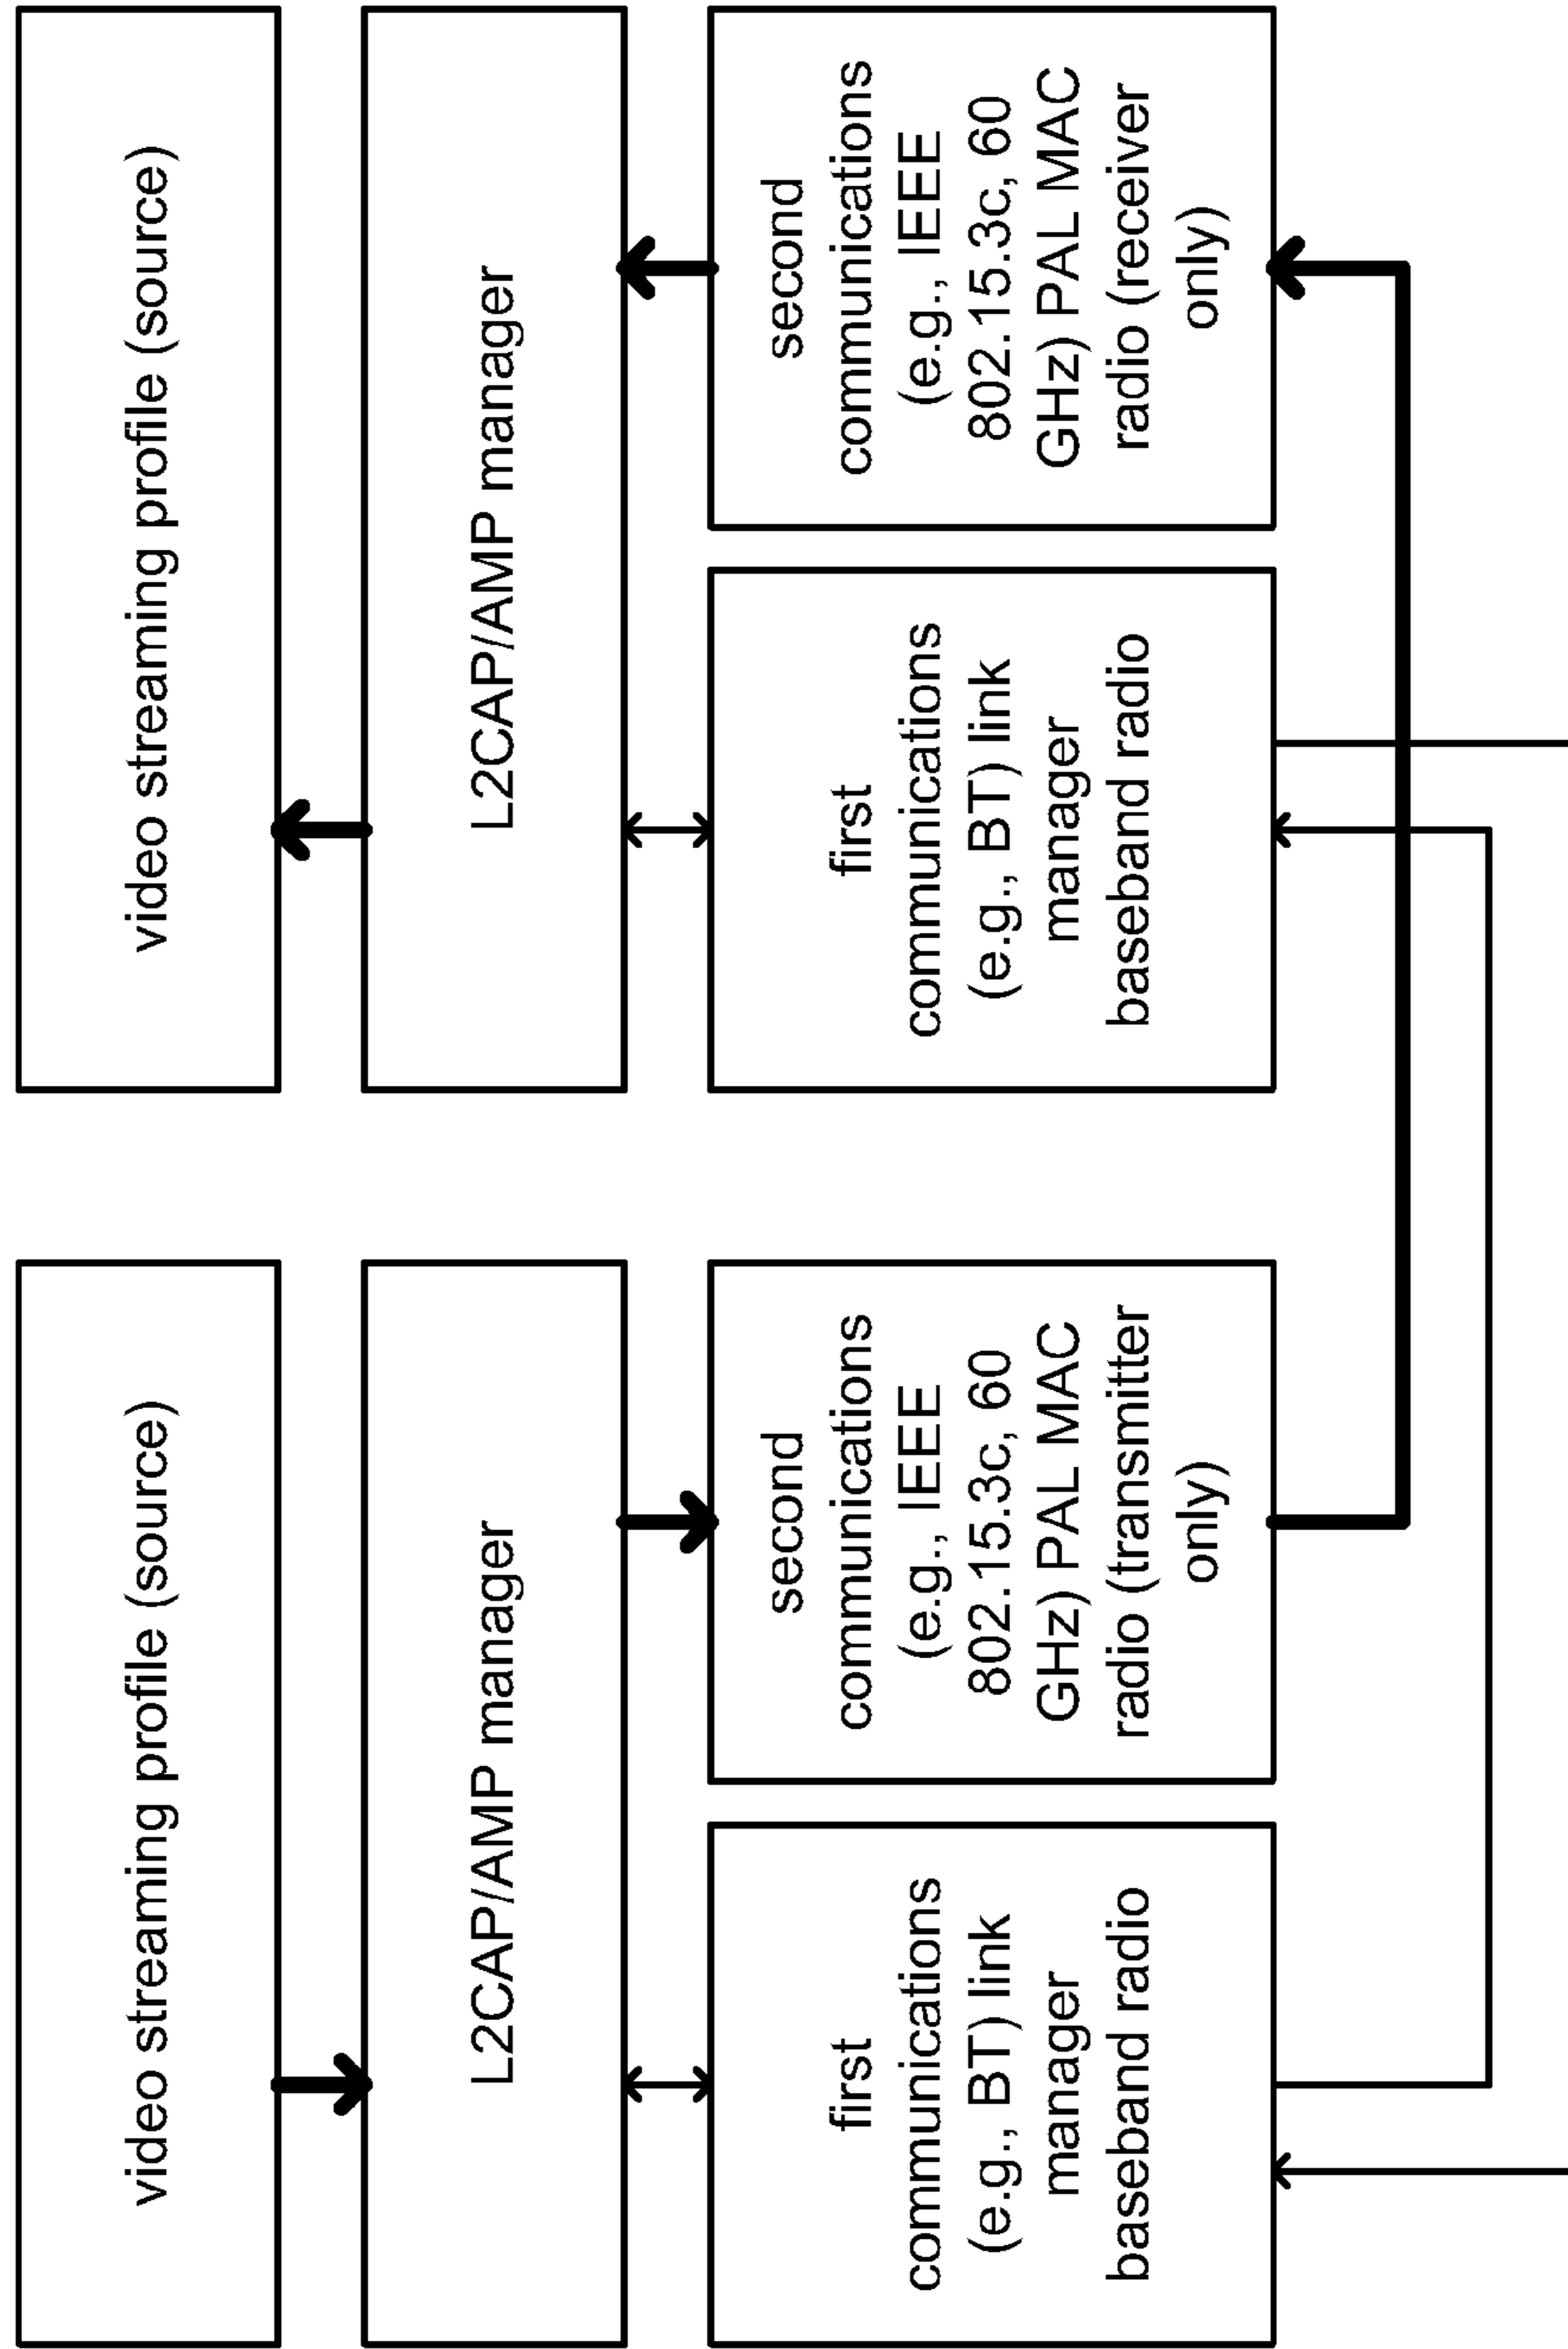 video streaming profile (source)
L2CAP/AMP manager
first
communications
(e.g., BT) link
manager
baseband radio
second
communications
(e.g., IEEE
802.15.3c, 60
GHz) PAL MAC
radio (transmitter
only)
video streaming profile (source)
L2CAP/AMP manager
first
communications
(e.g., BT) link
manager
baseband radio
second
communications
(e.g., IEEE
802.15.3c, 60
GHz) PAL MAC
radio (receiver
only)